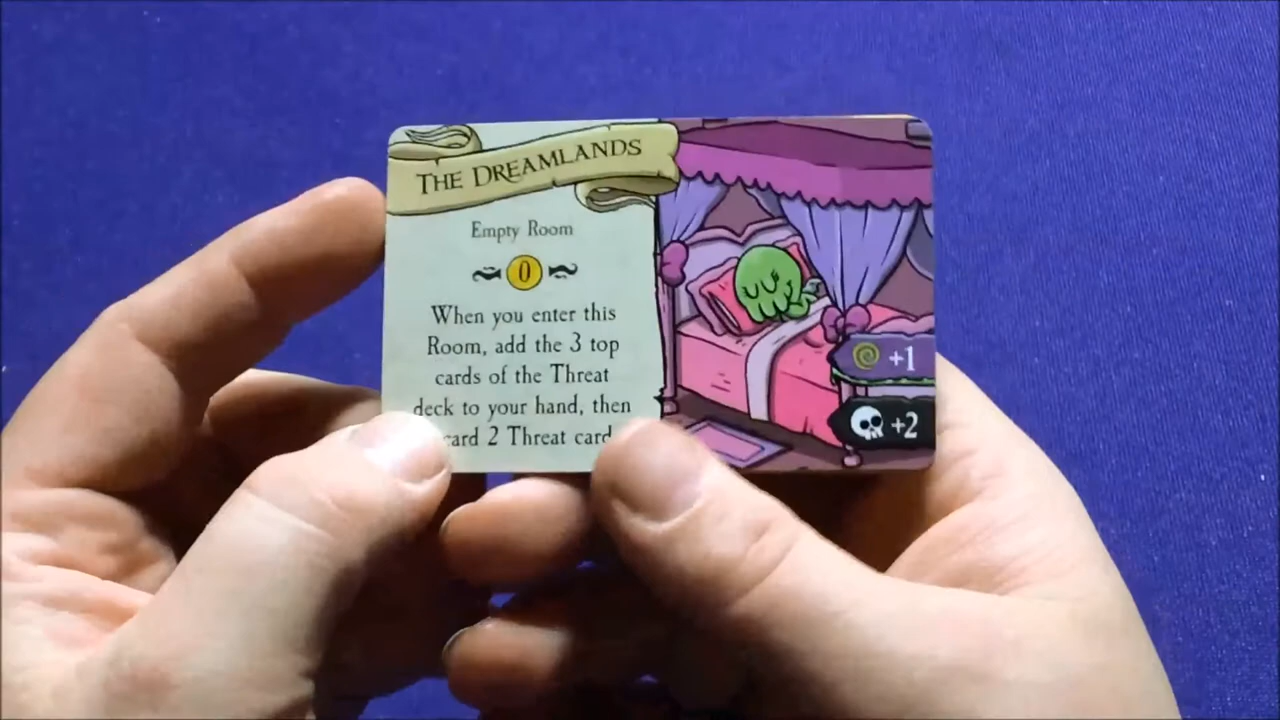 The Dreamlands
Empty Room
0
When you enter this
Room, add the 3 top
cards of the Threat
deck to your hand, then
2 Threat
+1
+2